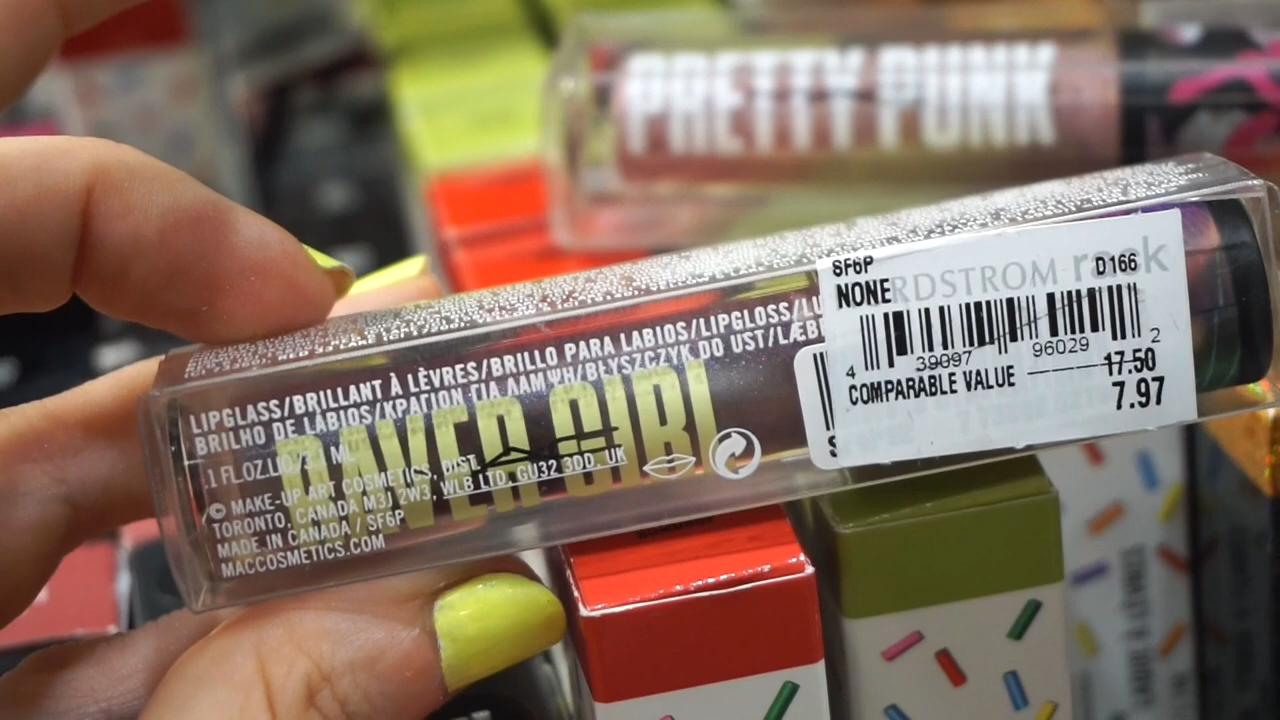 PRETTY PUNK
SF6P D166
NONE RDSTROM rack
4 39097 96029 2
COMPARABLE VALUE 17.50
7.97
LIPGLASS/BRILLANT À LÈVRES/BRILLO PARA LABIOS/LIPGLOSS/LU
BRILHO DE LÁBIOS/ΚΡΑΓΙΟΝ ΓΙΑ ΛΑΜΨΗ/BŁYSZCZYK DO UST/LÆB
RAVER GIRL
.1 FL.OZ.LIQ/3.1 ML
© MAKE-UP ART COSMETICS, DIST.
TORONTO, CANADA M3J 2W3, WLB LTD, GU32 3DD, UK
MADE IN CANADA / SF6P
MACCOSMETICS.COM